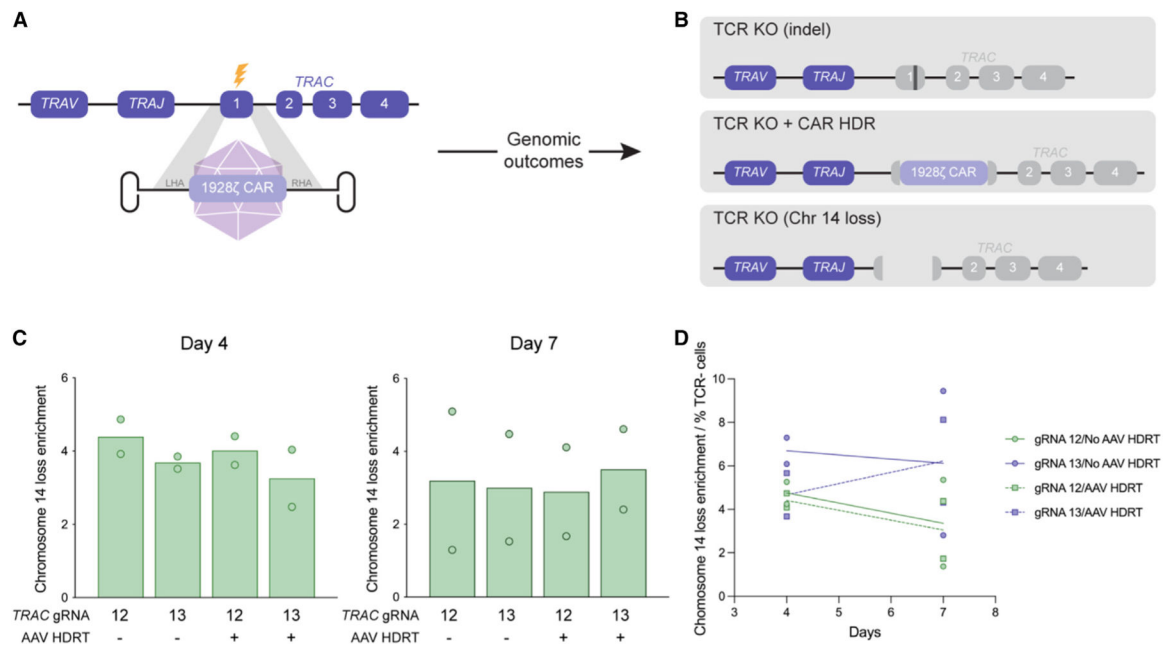 A
TRAC
TRAV
TRAJ
1
2
3
4
LHA
1928ζ CAR
RHA
Genomic
outcomes
B
TCR KO (indel)
TRAC
TRAV
TRAJ
1
2
3
4
TCR KO + CAR HDR
TRAC
TRAV
TRAJ
1928ζ CAR
2
3
4
TCR KO (Chr 14 loss)
TRAC
TRAV
TRAJ
2
3
4
C
Day 4
Chromosome 14 loss enrichment
6
4
2
0
TRAC gRNA 12 13 12 13
AAV HDRT - - + +
Day 7
Chromosome 14 loss enrichment
6
4
2
0
TRAC gRNA 12 13 12 13
AAV HDRT - - + +
D
Chomosome 14 loss enrichment / % TCR- cells
10
8
6
4
2
0
3 4 5 6 7 8
Days
gRNA 12/No AAV HDRT
gRNA 13/No AAV HDRT
gRNA 12/AAV HDRT
gRNA 13/AAV HDRT